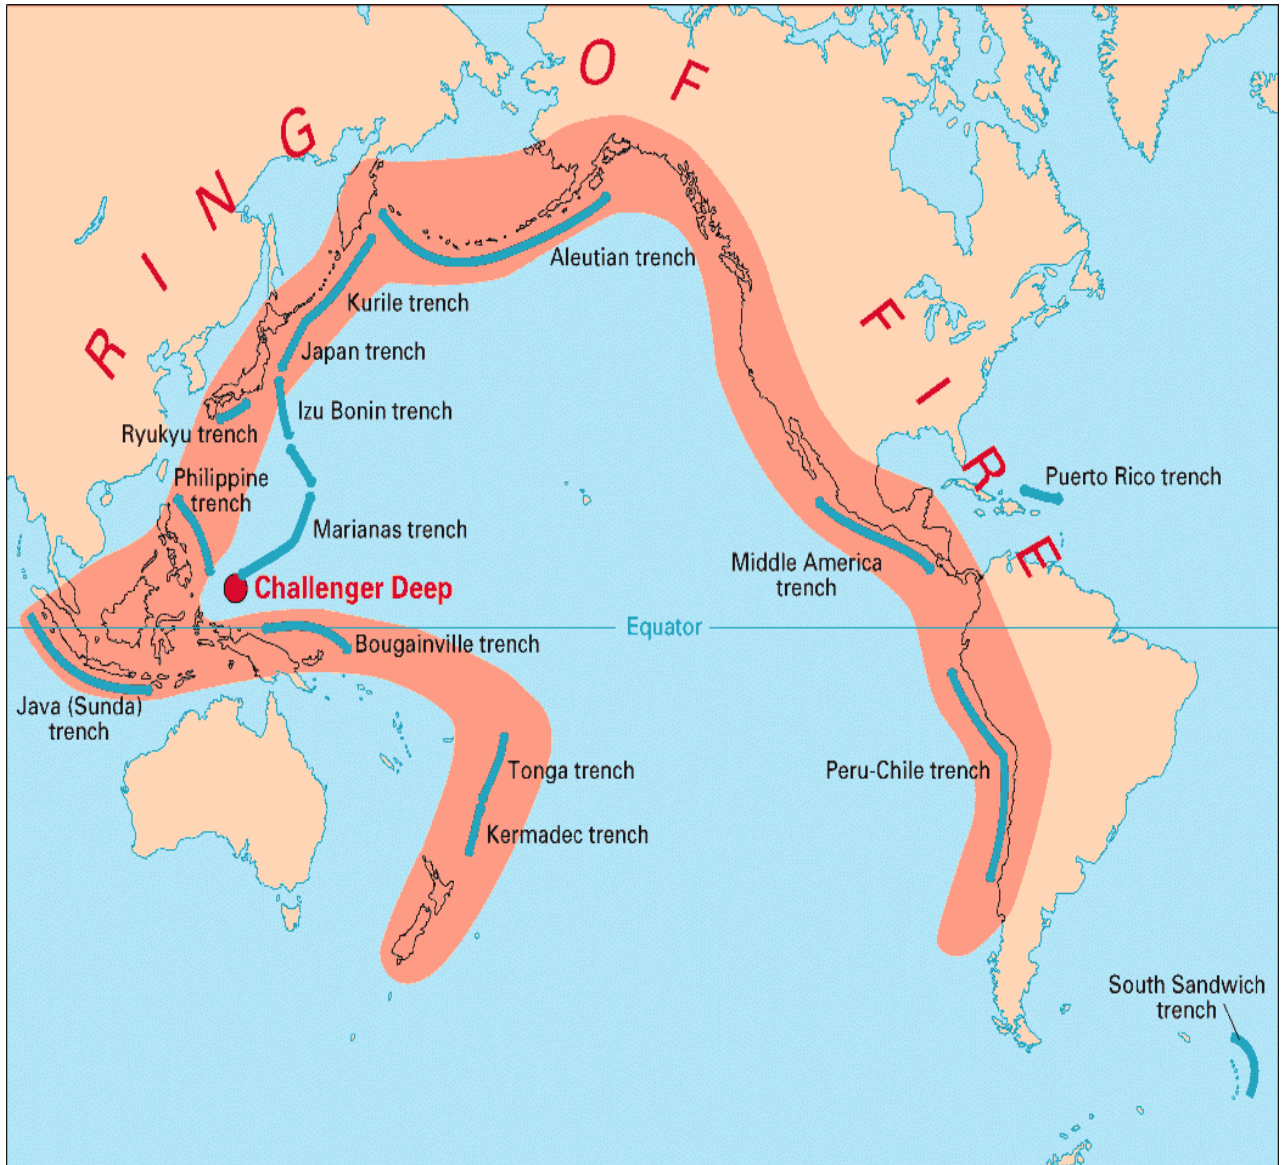 RING OF FIRE
Aleutian trench
Kurile trench
Japan trench
Izu Bonin trench
Ryukyu trench
Philippine
trench
Marianas trench
Challenger Deep
Puerto Rico trench
Middle America
trench
Equator
Bougainville trench
Java (Sunda)
trench
Tonga trench
Peru-Chile trench
Kermadec trench
South Sandwich
trench